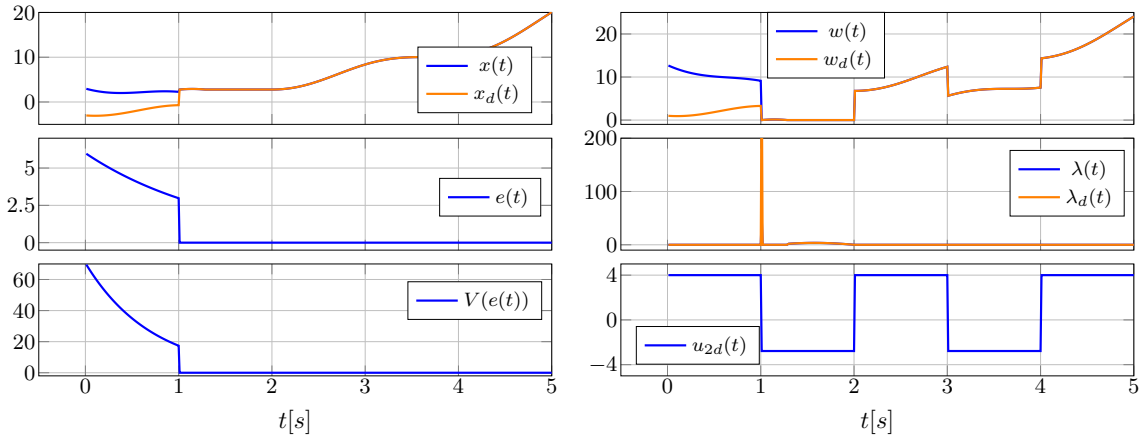 20
10
0
x(t)
x_d(t)
5
2.5
0
e(t)
60
40
20
0
V(e(t))
0 1 2 3 4 5
t[s]
20
10
0
w(t)
w_d(t)
200
100
0
λ(t)
λ_d(t)
4
0
−4
u_{2d}(t)
0 1 2 3 4 5
t[s]